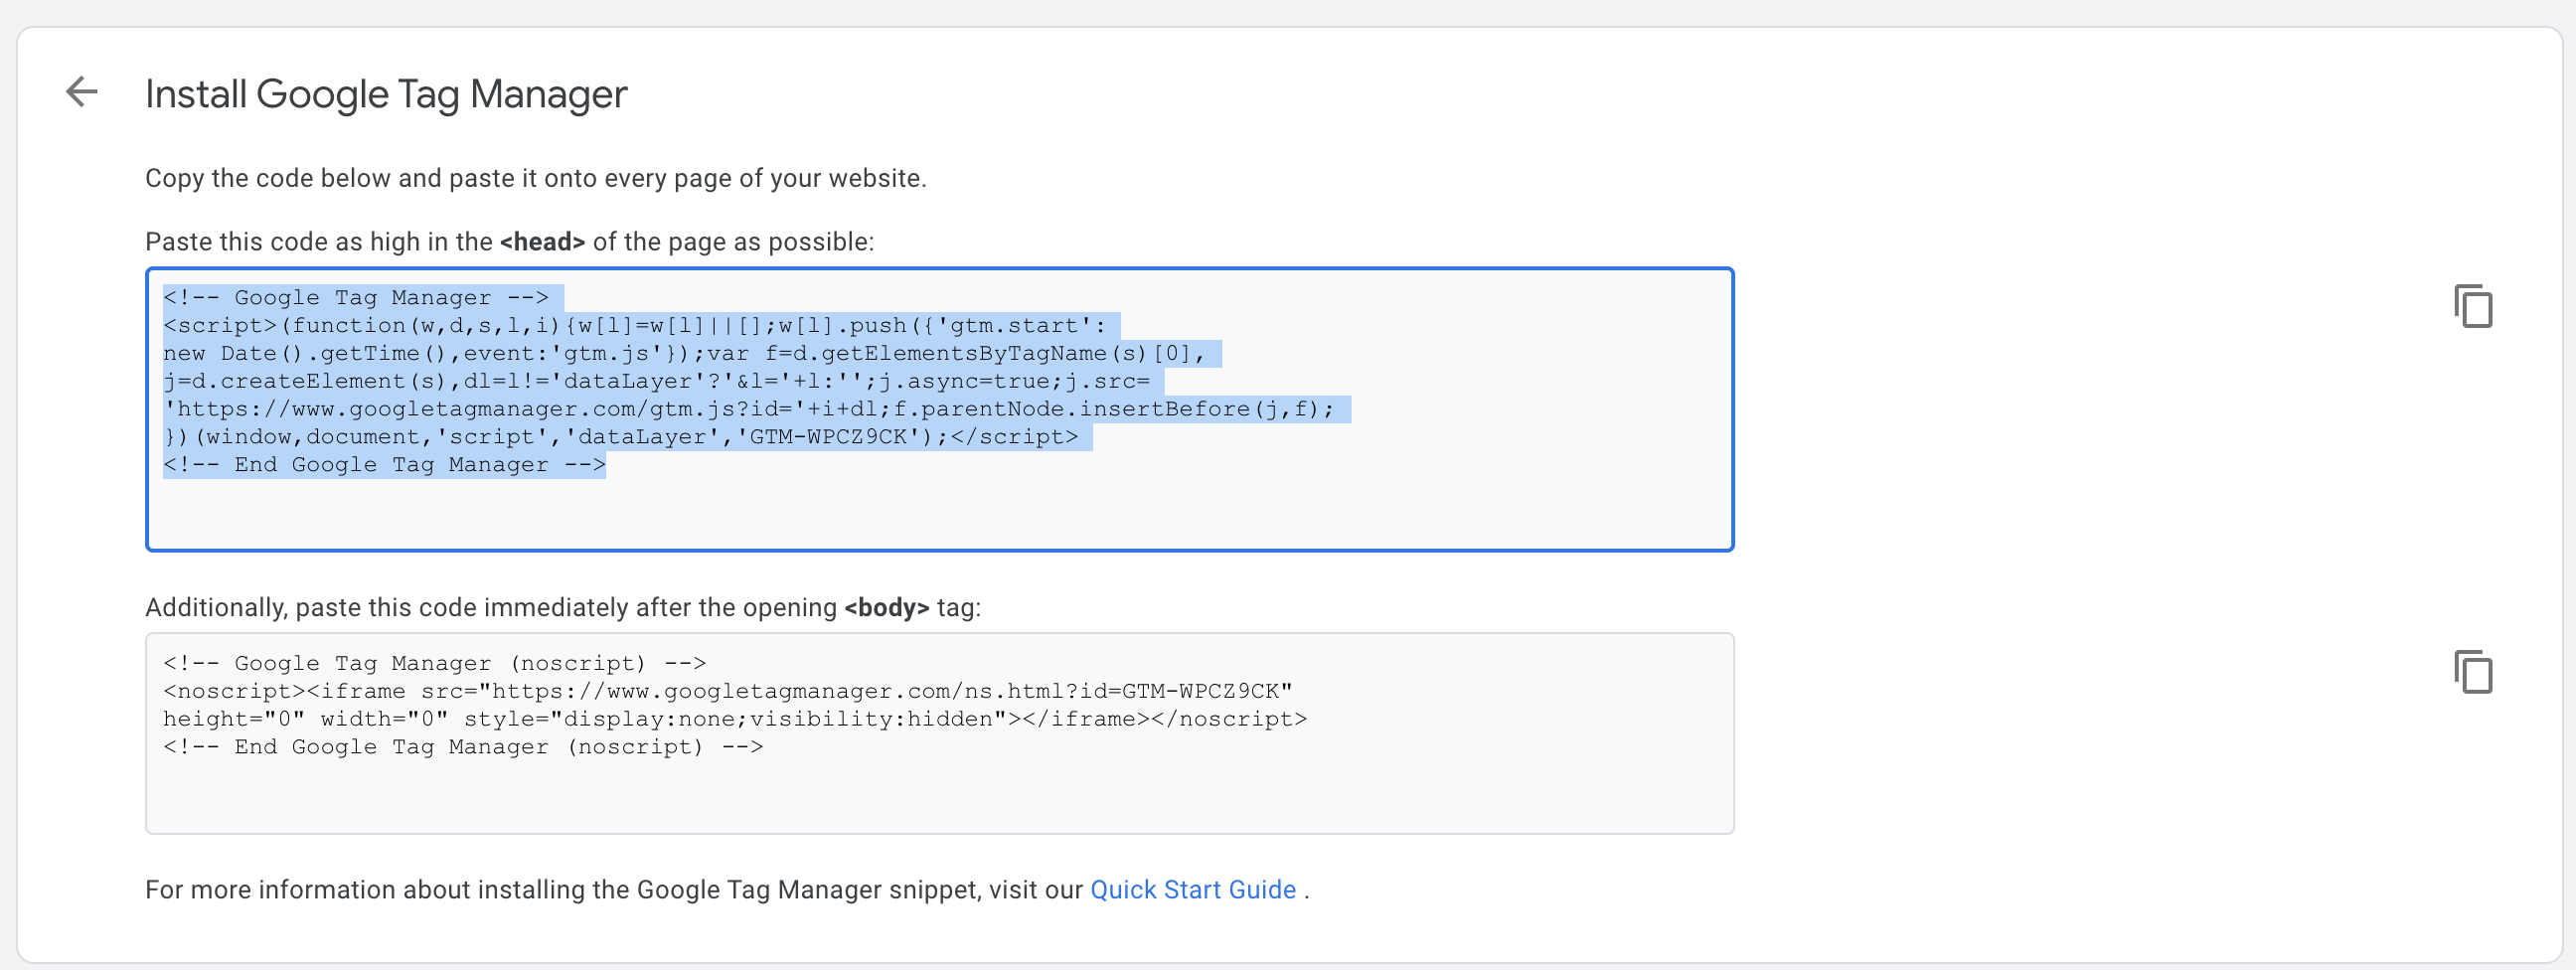 Install Google Tag Manager
Copy the code below and paste it onto every page of your website.
Paste this code as high in the <head> of the page as possible:
<!-- Google Tag Manager -->
<script>(function(w,d,s,l,i){w[l]=w[l]||[];w[l].push({'gtm.start':
new Date().getTime(),event:'gtm.js'});var f=d.getElementsByTagName(s)[0],
j=d.createElement(s),dl=l!='dataLayer'?'&l='+l:'';j.async=true;j.src=
'https://www.googletagmanager.com/gtm.js?id='+i+dl;f.parentNode.insertBefore(j,f);
})(window,document,'script','dataLayer','GTM-WPCZ9CK');</script>
<!-- End Google Tag Manager -->
Additionally, paste this code immediately after the opening <body> tag:
<!-- Google Tag Manager (noscript) -->
<noscript><iframe src="https://www.googletagmanager.com/ns.html?id=GTM-WPCZ9CK"
height="0" width="0" style="display:none;visibility:hidden"></iframe></noscript>
<!-- End Google Tag Manager (noscript) -->
For more information about installing the Google Tag Manager snippet, visit our Quick Start Guide .